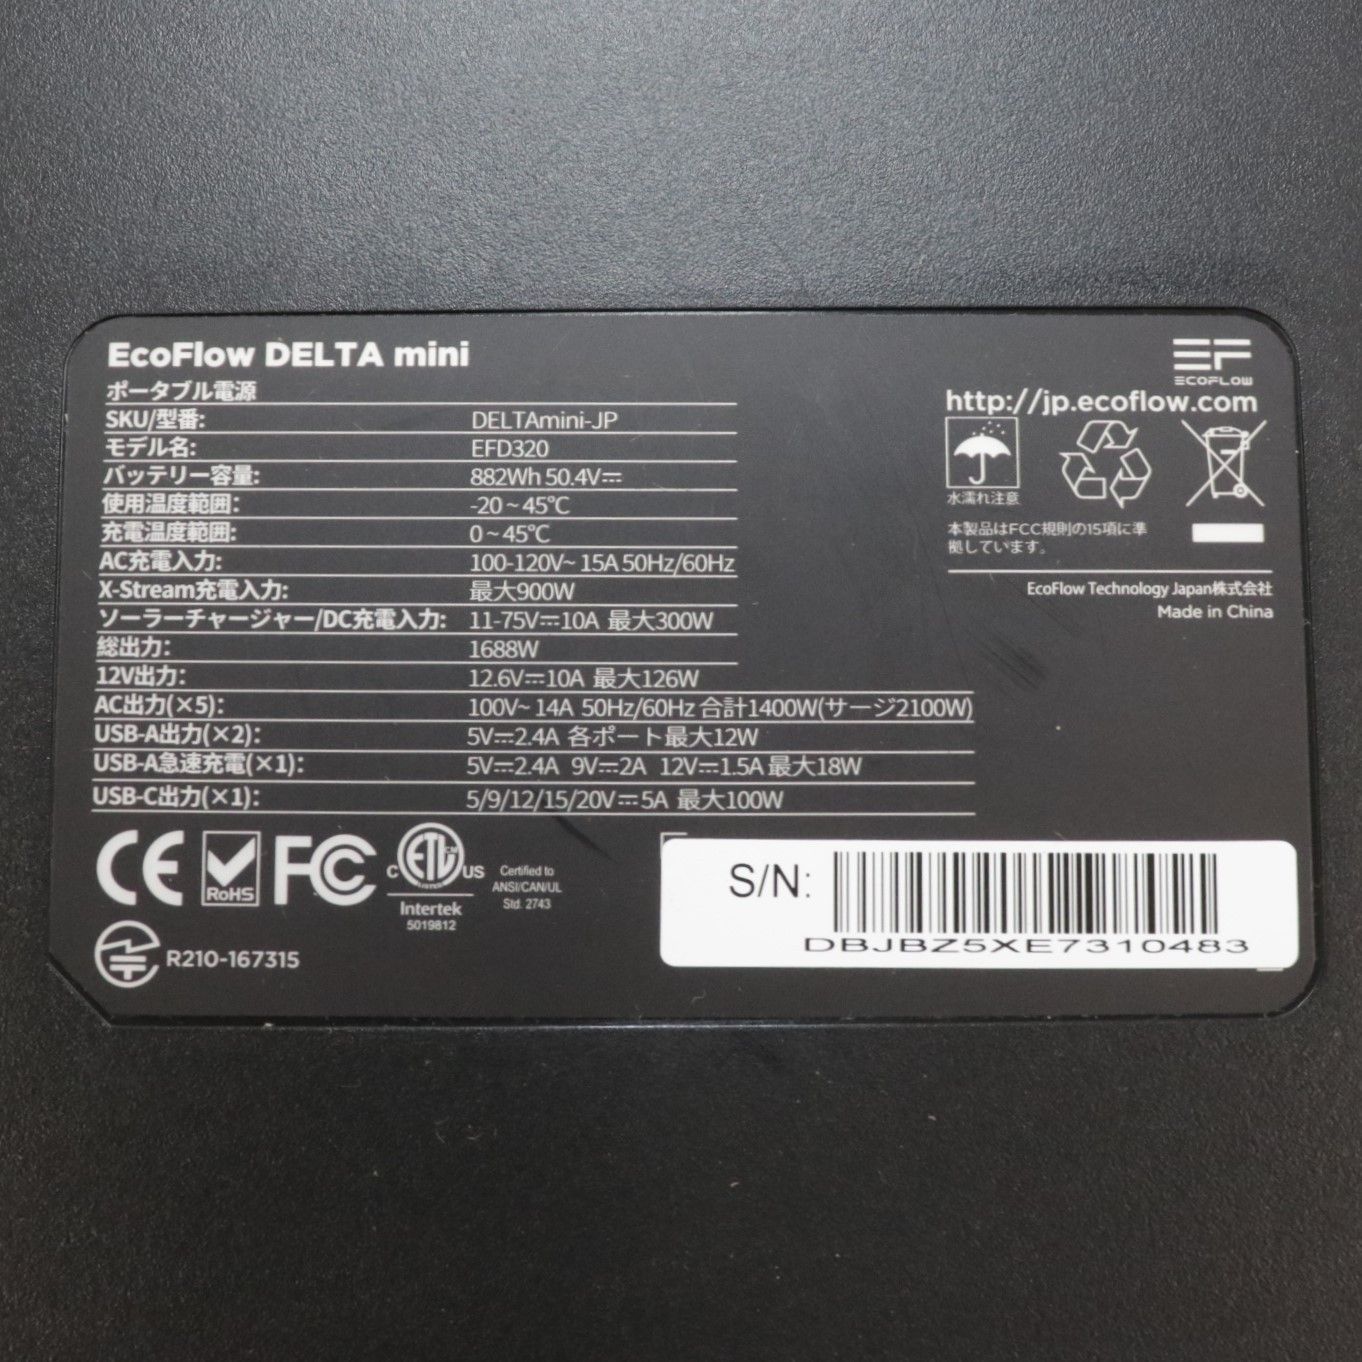 EcoFlow DELTA mini
ポータブル電源
SKU/型番: DELTAmini-JP
モデル名: EFD320
バッテリー容量: 882Wh 50.4V⎓
使用温度範囲: -20 ~ 45℃
充電温度範囲: 0 ~ 45℃
AC充電入力: 100-120V~ 15A 50Hz/60Hz
X-Stream充電入力: 最大900W
ソーラーチャージャー/DC充電入力: 11-75V⎓10A 最大300W
総出力: 1688W
12V出力: 12.6V⎓10A 最大126W
AC出力(×5): 100V~ 14A 50Hz/60Hz 合計1400W(サージ2100W)
USB-A出力(×2): 5V⎓2.4A 各ポート最大12W
USB-A急速充電(×1): 5V⎓2.4A 9V⎓2A 12V⎓1.5A 最大18W
USB-C出力(×1): 5/9/12/15/20V⎓5A 最大100W
EF
ECOFLOW
http://jp.ecoflow.com
水濡れ注意
本製品はFCC規則の15項に準
拠しています。
EcoFlow Technology Japan株式会社
Made in China
CE
RoHS
FC
C ETL CM US
LISTED
Intertek
5019812
Certified to
ANSI/CAN/UL
Std. 2743
R210-167315
S/N:
DBJBZ5XE7310483